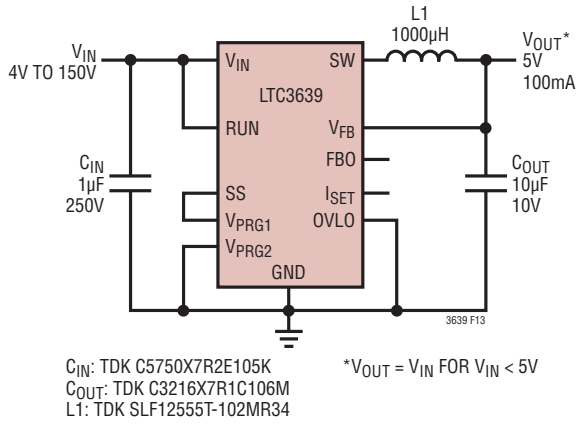 L1
1000µH
VIN
4V TO 150V
VOUT*
5V
100mA
VIN
SW
LTC3639
RUN
VFB
FBO
CIN
1µF
250V
COUT
10µF
10V
SS
ISET
VPRG1
OVLO
VPRG2
GND
3639 F13
CIN: TDK C5750X7R2E105K
*VOUT = VIN FOR VIN < 5V
COUT: TDK C3216X7R1C106M
L1: TDK SLF12555T-102MR34